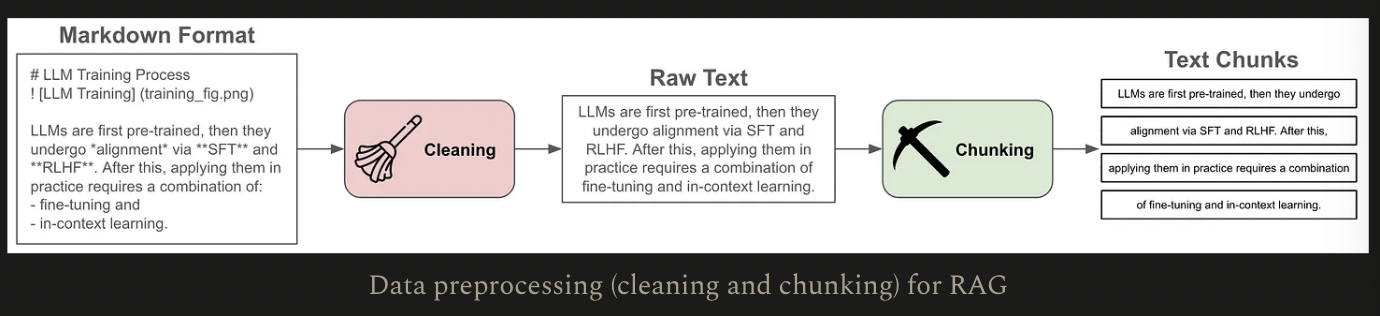 Markdown Format
# LLM Training Process
! [LLM Training] (training_fig.png)
LLMs are first pre-trained, then they
undergo *alignment* via **SFT** and
**RLHF**. After this, applying them in
practice requires a combination of:
- fine-tuning and
- in-context learning.
Cleaning
Raw Text
LLMs are first pre-trained, then they
undergo alignment via SFT and
RLHF. After this, applying them in
practice requires a combination of
fine-tuning and in-context learning.
Chunking
Text Chunks
LLMs are first pre-trained, then they undergo
alignment via SFT and RLHF. After this,
applying them in practice requires a combination
of fine-tuning and in-context learning.
Data preprocessing (cleaning and chunking) for RAG